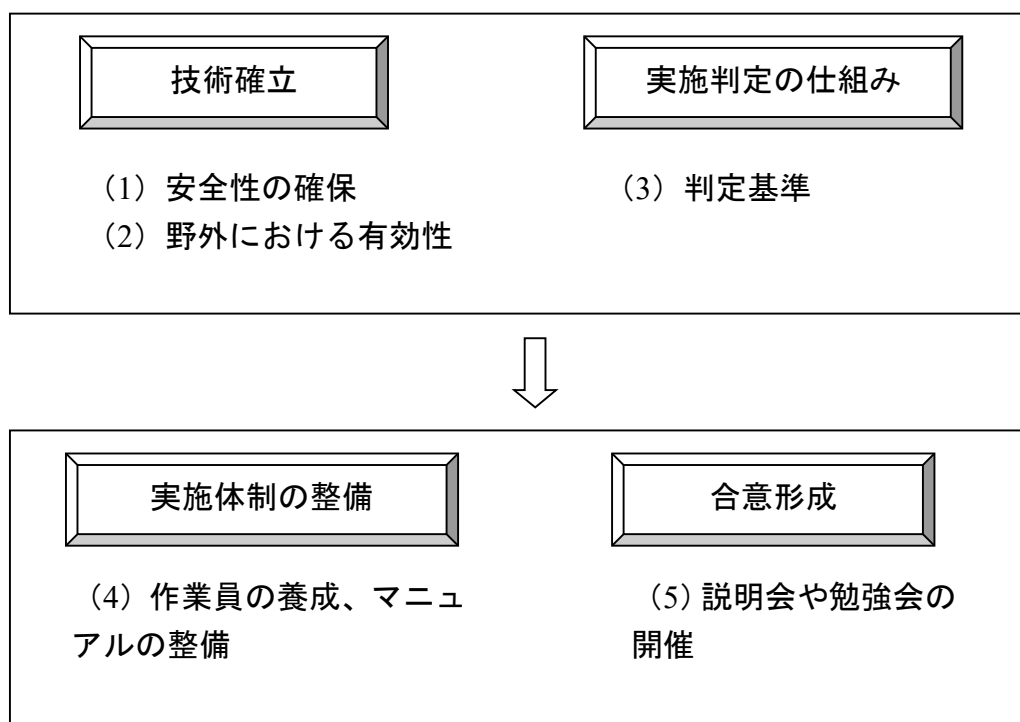 技術確立
（1）安全性の確保
（2）野外における有効性
実施判定の仕組み
（3）判定基準
実施体制の整備
（4）作業員の養成、マニュ
アルの整備
合意形成
（5）説明会や勉強会の
開催